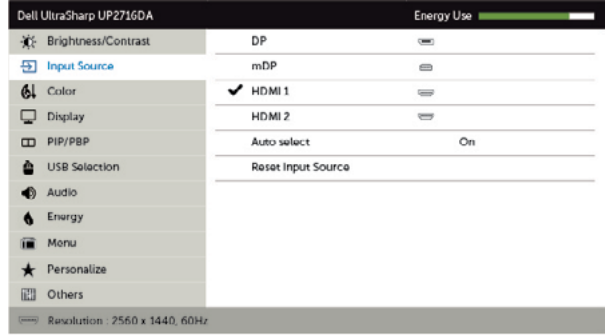 Dell UltraSharp UP2716DA Energy Use
Brightness/Contrast DP
Input Source mDP
Color HDMI 1
Display HDMI 2
PIP/PBP Auto select On
USB Selection Reset Input Source
Audio
Energy
Menu
Personalize
Others
Resolution : 2560 x 1440, 60Hz